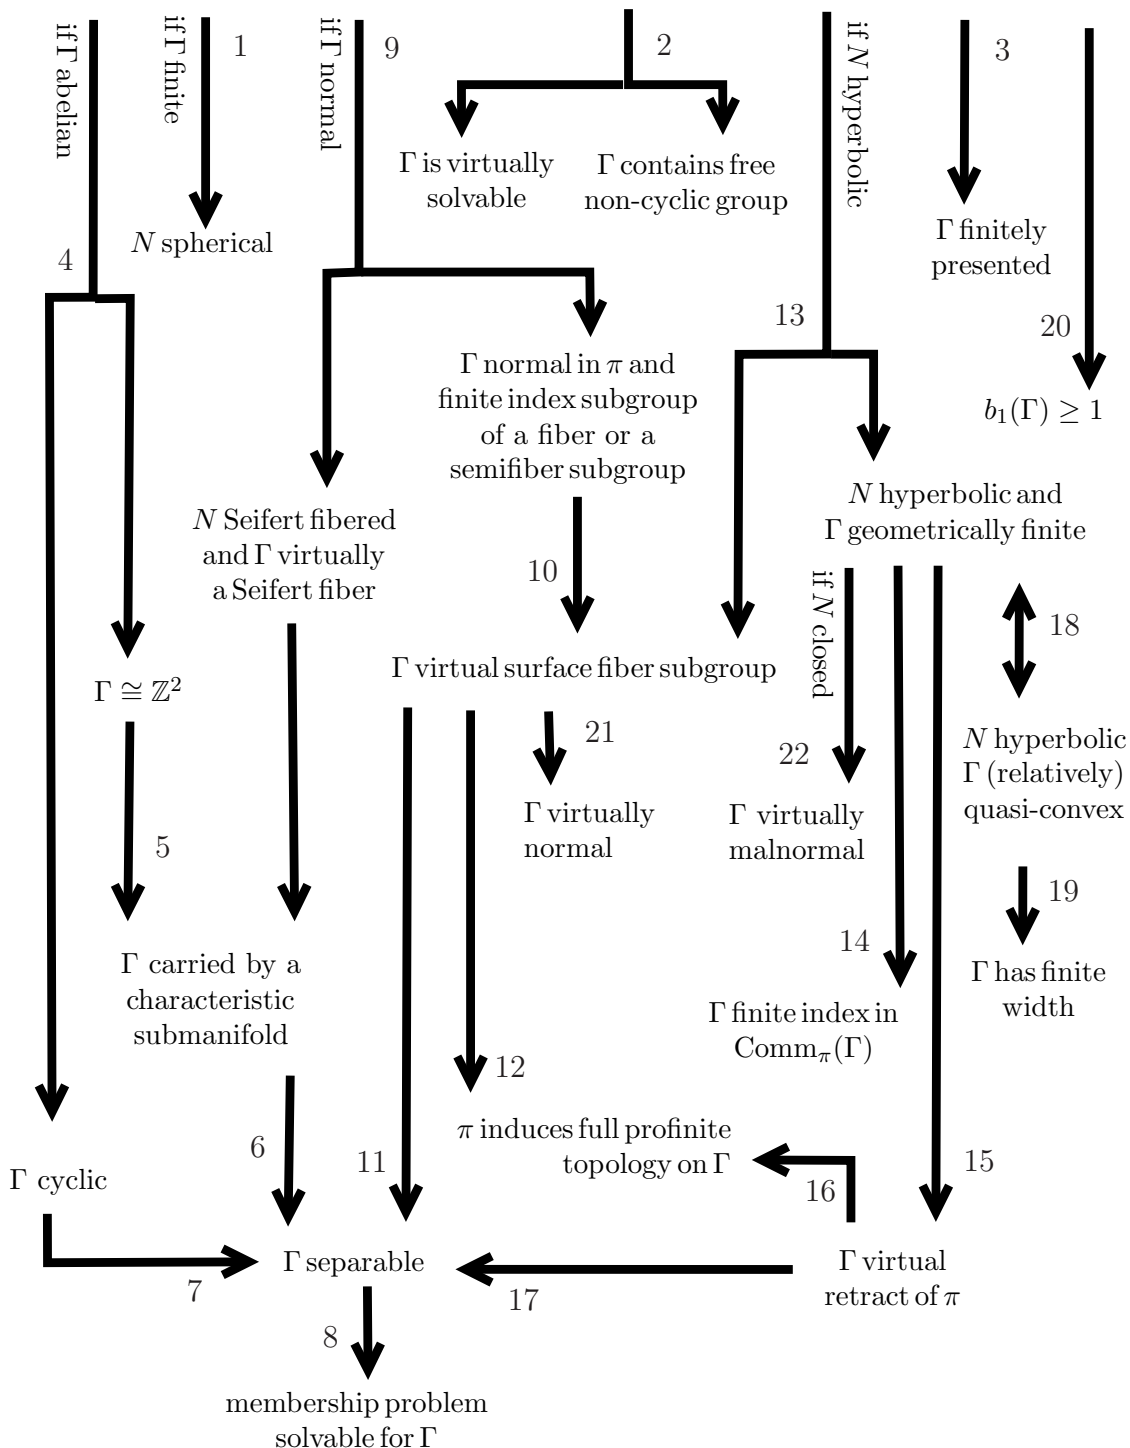 if Γ abelian
if Γ finite
1
if Γ normal
9
2
if N hyperbolic
3
Γ is virtually
solvable
Γ contains free
non-cyclic group
N spherical
Γ finitely
presented
4
13
20
Γ normal in π and
finite index subgroup
of a fiber or a
semifiber subgroup
b₁(Γ) ≥ 1
N Seifert fibered
and Γ virtually
a Seifert fiber
N hyperbolic and
Γ geometrically finite
10
if N closed
18
Γ ≅ ℤ²
Γ virtual surface fiber subgroup
21
22
N hyperbolic
Γ (relatively)
quasi-convex
Γ virtually
normal
Γ virtually
malnormal
5
19
14
Γ carried by a
characteristic
submanifold
Γ has finite
width
Γ finite index in
Comm_π(Γ)
12
π induces full profinite
topology on Γ
6
11
16
15
Γ cyclic
Γ separable
Γ virtual
retract of π
7
17
8
membership problem
solvable for Γ